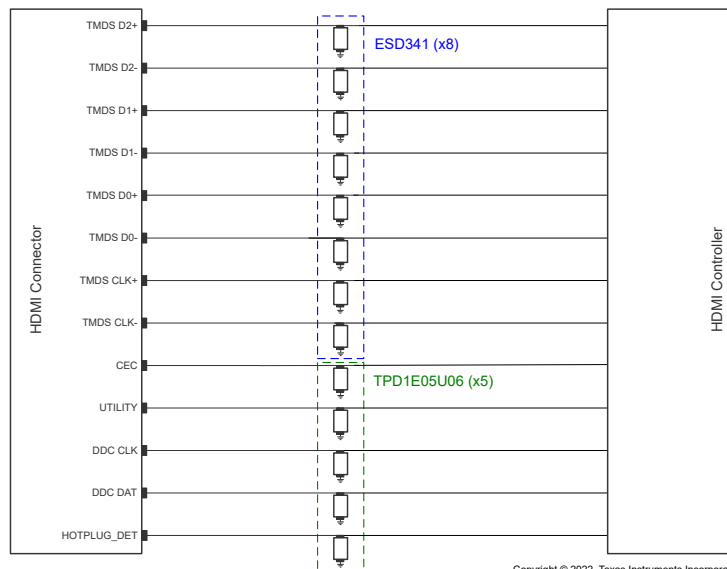 TMDS D2+
ESD341 (x8)
TMDS D2-
TMDS D1+
TMDS D1-
TMDS D0+
TMDS D0-
HDMI Connector
HDMI Controller
TMDS CLK+
TMDS CLK-
CEC
TPD1E05U06 (x5)
UTILITY
DDC CLK
DDC DAT
HOTPLUG_DET